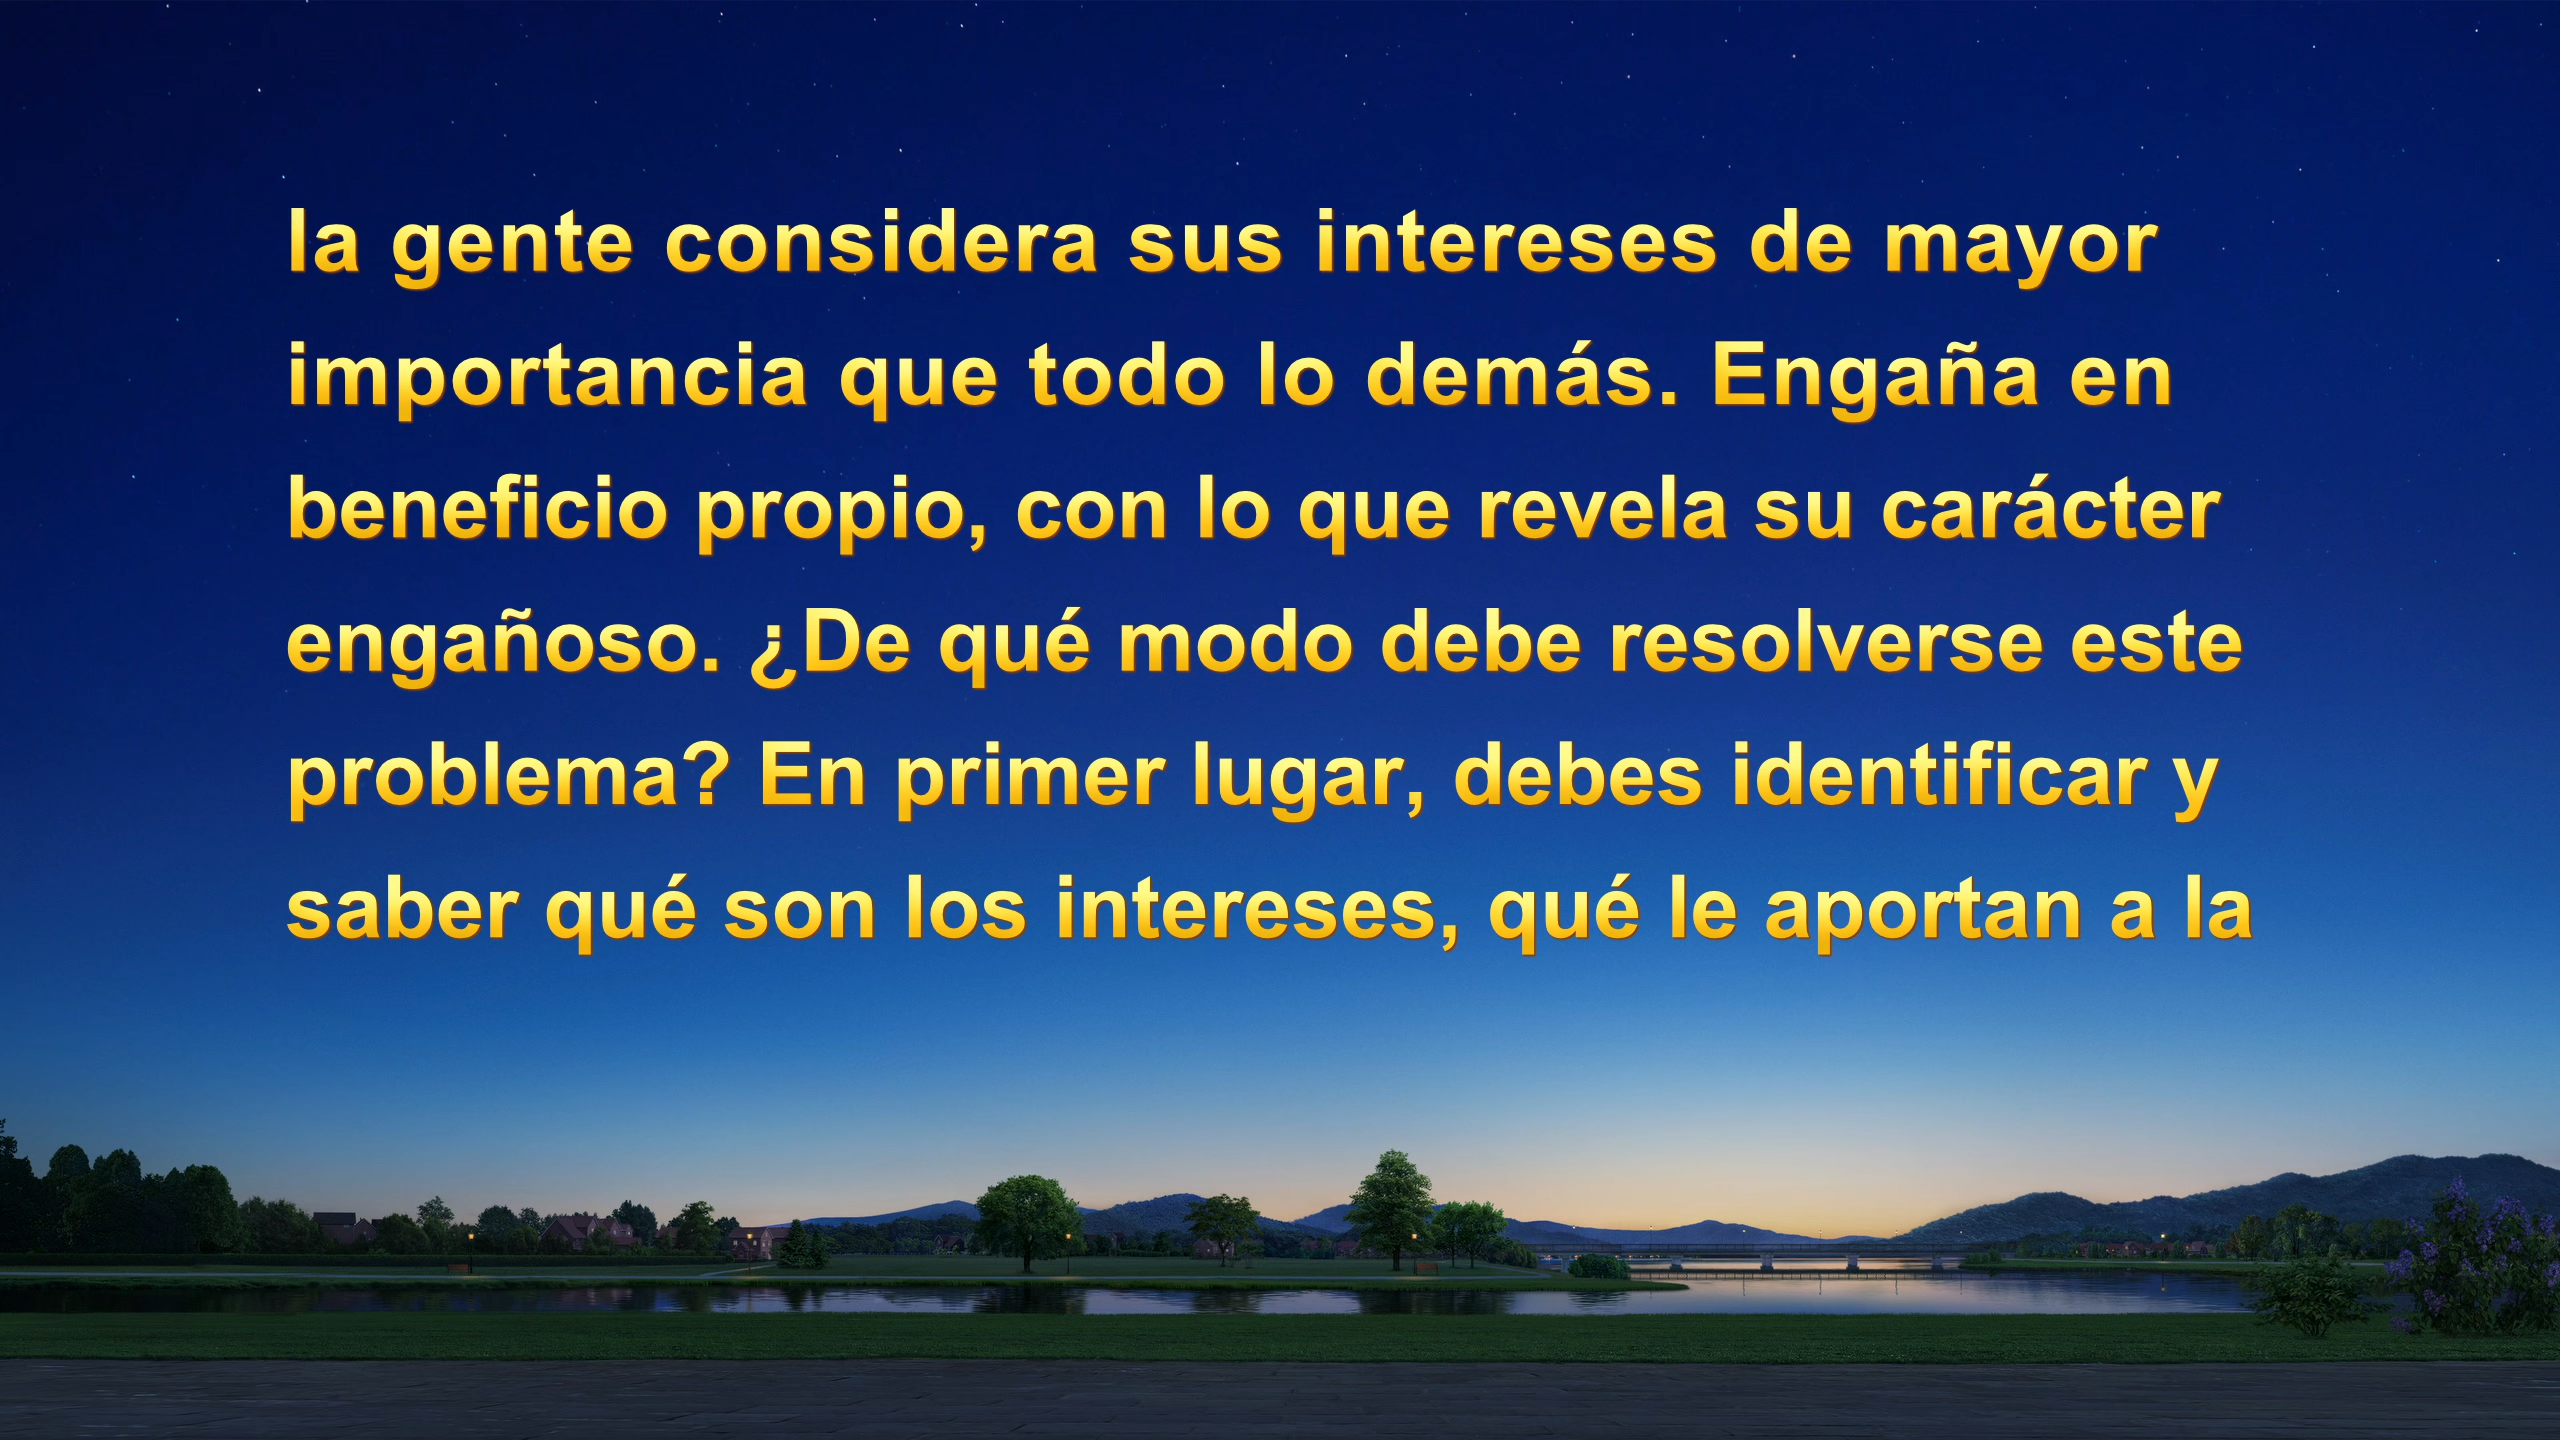 la gente considera sus intereses de mayor
importancia que todo lo demás. Engaña en
beneficio propio, con lo que revela su carácter
engañoso. ¿De qué modo debe resolverse este
problema? En primer lugar, debes identificar y
saber qué son los intereses, qué le aportan a la